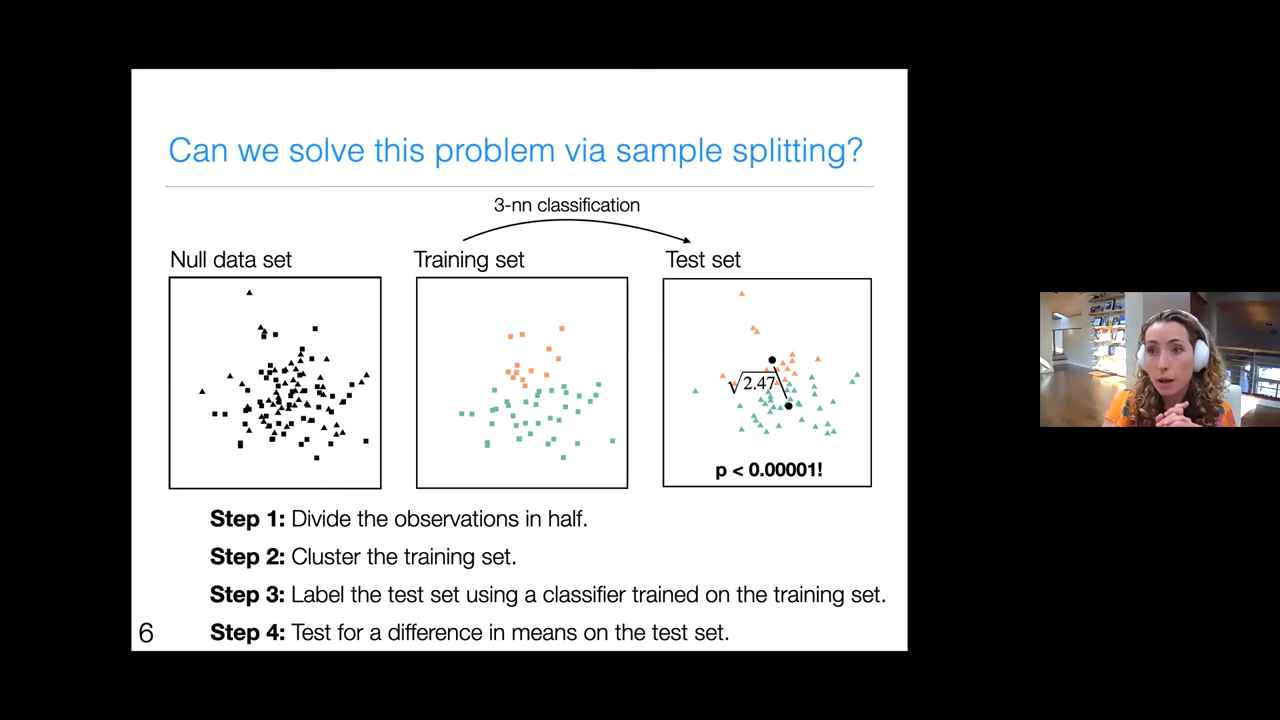 Can we solve this problem via sample splitting?
3-nn classification
Null data set
Training set
Test set
√2.47
p < 0.00001!
Step 1: Divide the observations in half.
Step 2: Cluster the training set.
Step 3: Label the test set using a classifier trained on the training set.
Step 4: Test for a difference in means on the test set.
6